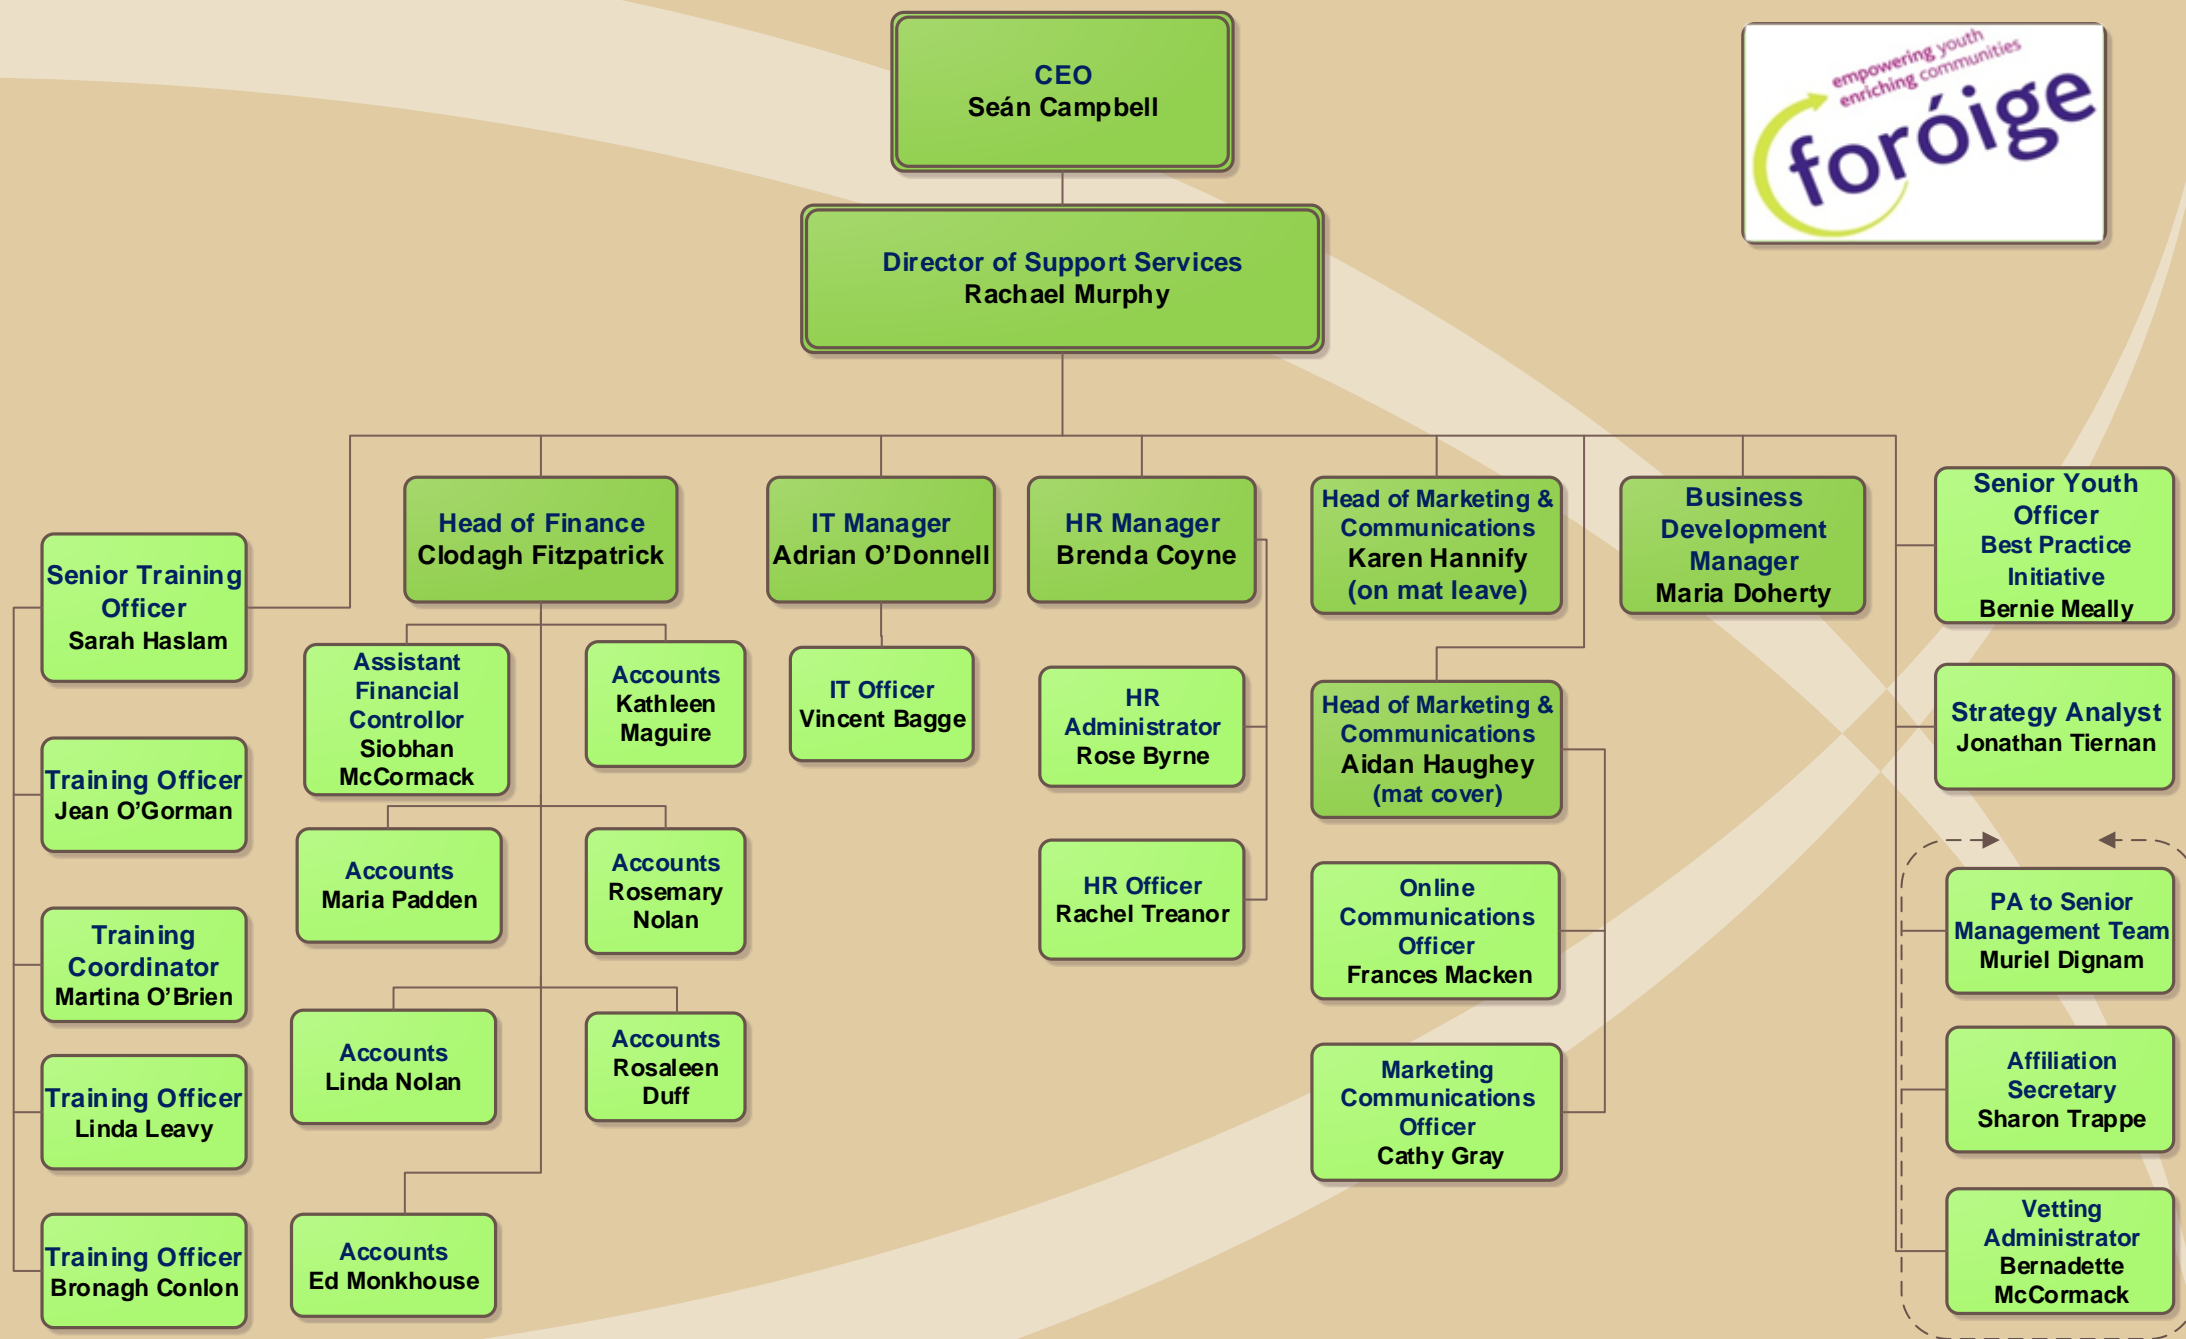 CEO
Seán Campbell
empowering youth
enriching communities
foróige
Director of Support Services
Rachael Murphy
Senior Training
Officer
Sarah Haslam
Training Officer
Jean O'Gorman
Training
Coordinator
Martina O'Brien
Training Officer
Linda Leavy
Training Officer
Bronagh Conlon
Head of Finance
Clodagh Fitzpatrick
Assistant
Financial
Controllor
Siobhan
McCormack
Accounts
Kathleen
Maguire
Accounts
Maria Padden
Accounts
Rosemary
Nolan
Accounts
Linda Nolan
Accounts
Rosaleen
Duff
Accounts
Ed Monkhouse
IT Manager
Adrian O'Donnell
IT Officer
Vincent Bagge
HR Manager
Brenda Coyne
HR
Administrator
Rose Byrne
HR Officer
Rachel Treanor
Head of Marketing &
Communications
Karen Hannify
(on mat leave)
Head of Marketing &
Communications
Aidan Haughey
(mat cover)
Online
Communications
Officer
Frances Macken
Marketing
Communications
Officer
Cathy Gray
Business
Development
Manager
Maria Doherty
Senior Youth
Officer
Best Practice
Initiative
Bernie Meally
Strategy Analyst
Jonathan Tiernan
PA to Senior
Management Team
Muriel Dignam
Affiliation
Secretary
Sharon Trappe
Vetting
Administrator
Bernadette
McCormack